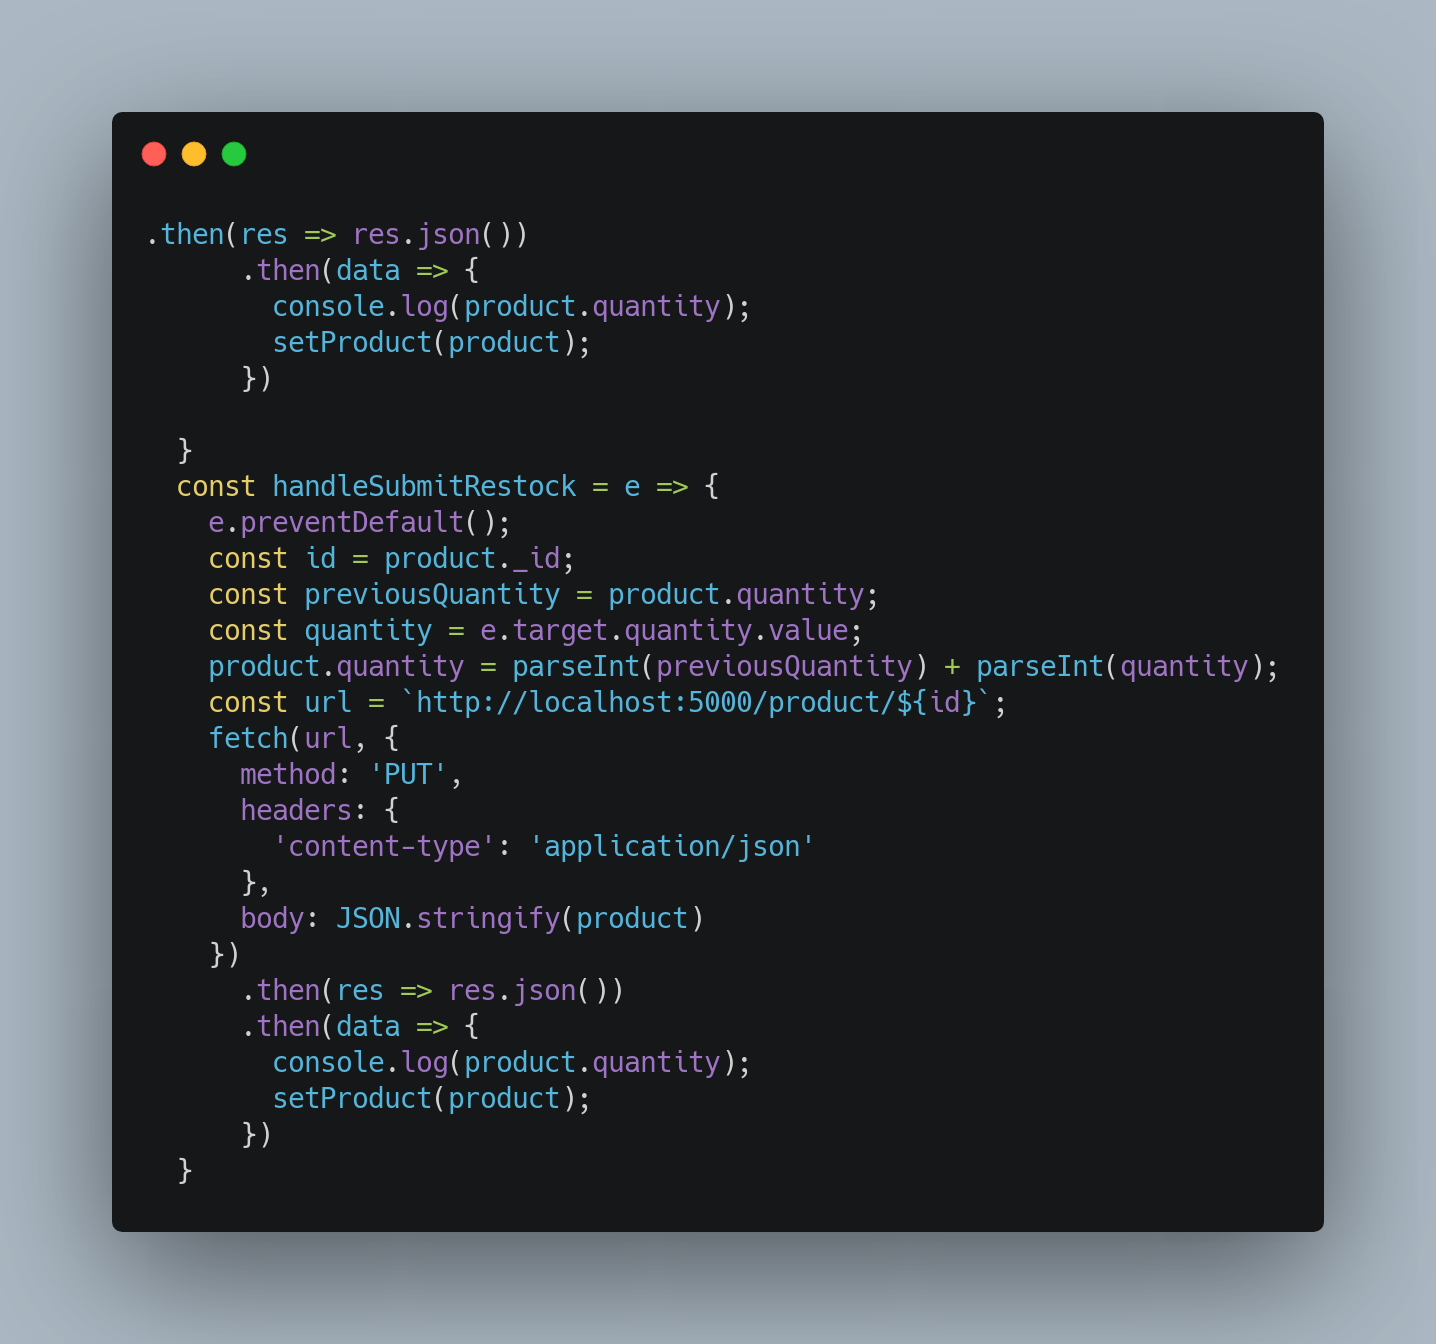 .then(res => res.json())
      .then(data => {
        console.log(product.quantity);
        setProduct(product);
      })

  }
  const handleSubmitRestock = e => {
    e.preventDefault();
    const id = product._id;
    const previousQuantity = product.quantity;
    const quantity = e.target.quantity.value;
    product.quantity = parseInt(previousQuantity) + parseInt(quantity);
    const url = `http://localhost:5000/product/${id}`;
    fetch(url, {
      method: 'PUT',
      headers: {
        'content-type': 'application/json'
      },
      body: JSON.stringify(product)
    })
      .then(res => res.json())
      .then(data => {
        console.log(product.quantity);
        setProduct(product);
      })
  }